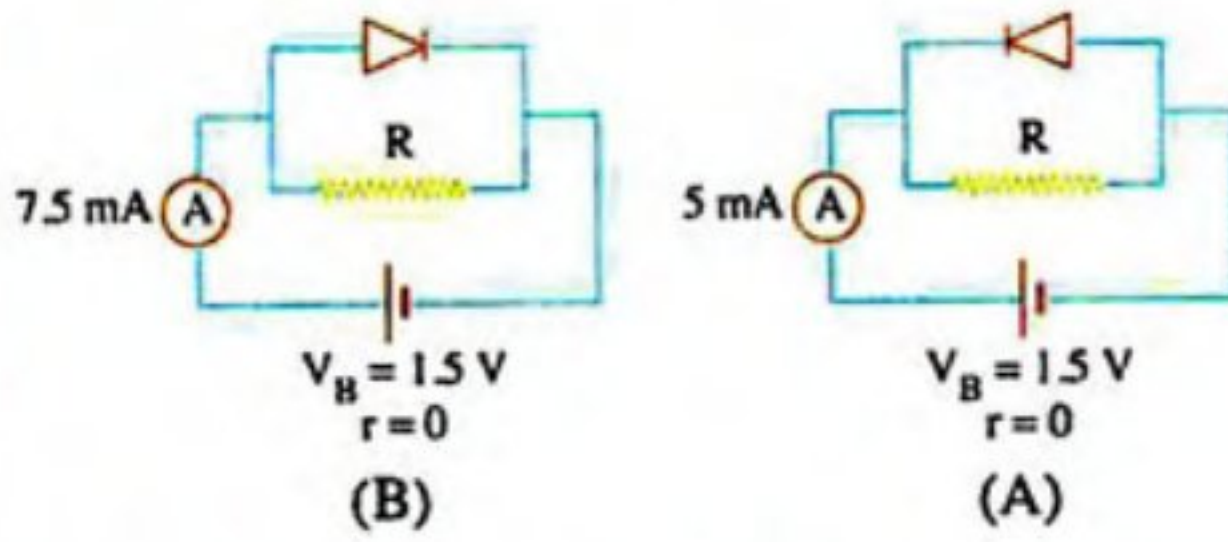 R
7.5 mA
A
V_B = 1.5 V
r = 0
(B)
R
5 mA
A
V_B = 1.5 V
r = 0
(A)